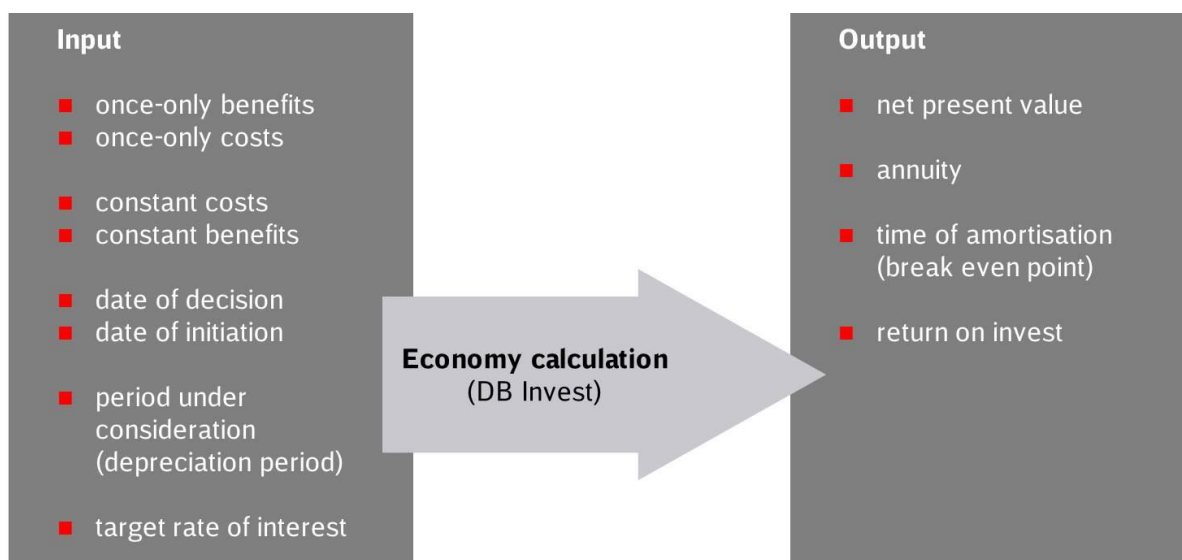 Input
once-only benefits
once-only costs
constant costs
constant benefits
date of decision
date of initiation
period under
consideration
(depreciation period)
target rate of interest
Economy calculation
(DB Invest)
Output
net present value
annuity
time of amortisation
(break even point)
return on invest